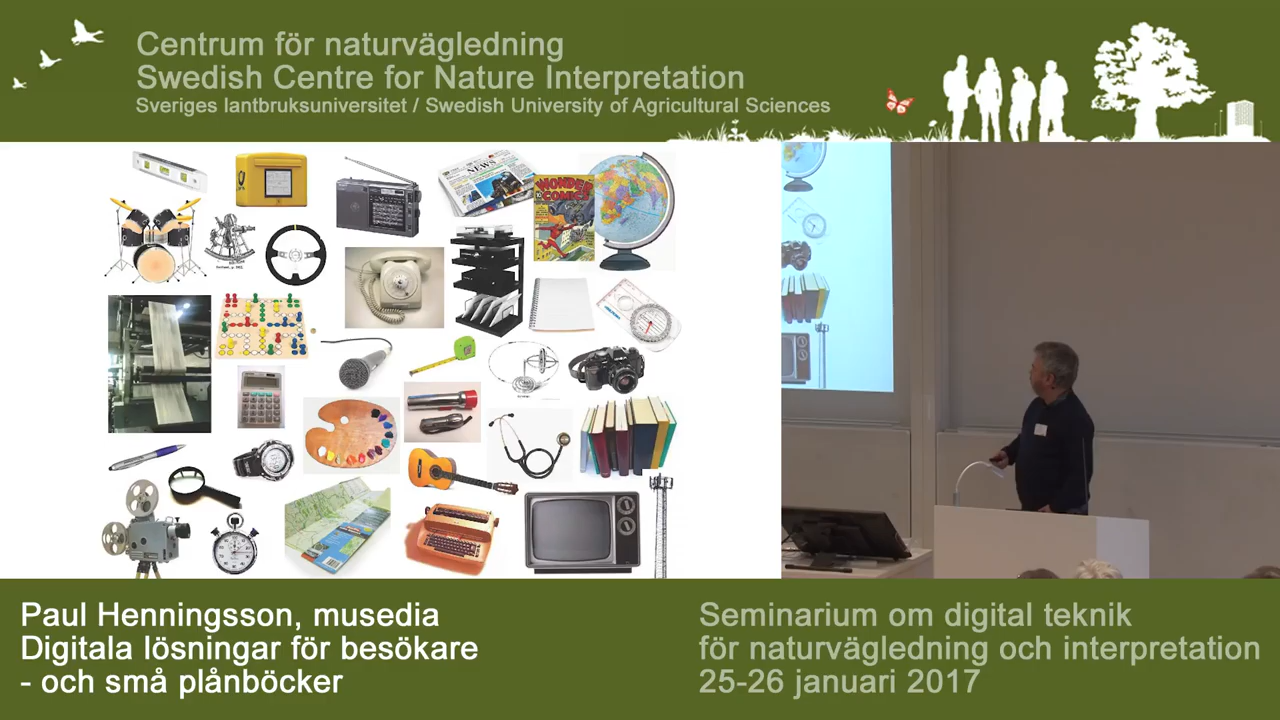 Centrum för naturvägledning
Swedish Centre for Nature Interpretation
Sveriges lantbruksuniversitet / Swedish University of Agricultural Sciences
NEWS
WONDER
COMICS
Paul Henningsson, musedia
Digitala lösningar för besökare
- och små plånböcker
Seminarium om digital teknik
för naturvägledning och interpretation
25-26 januari 2017